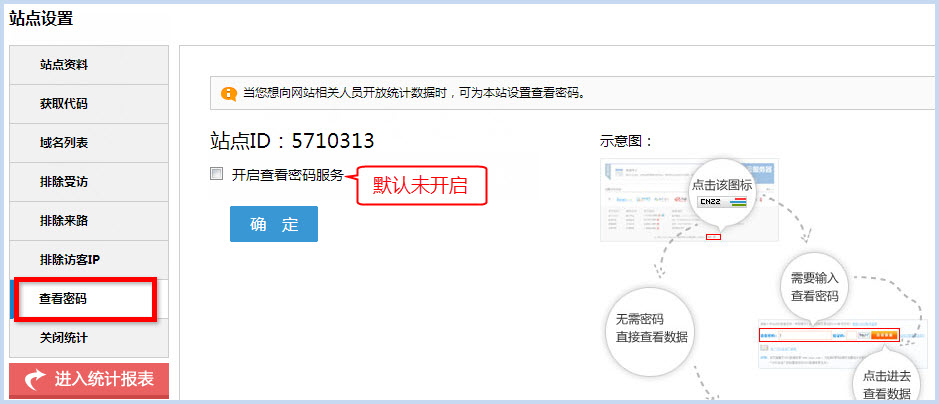 站点设置
站点资料
获取代码
域名列表
排除受访
排除来路
排除访客IP
查看密码
关闭统计
进入统计报表
当您想向网站相关人员开放统计数据时，可为本站设置查看密码。
站点ID：5710313
开启查看密码服务
默认未开启
确 定
示意图：
服务器
点击该图标
CNZZ
需要输入
查看密码
无需密码
直接查看数据
点击进去
查看数据